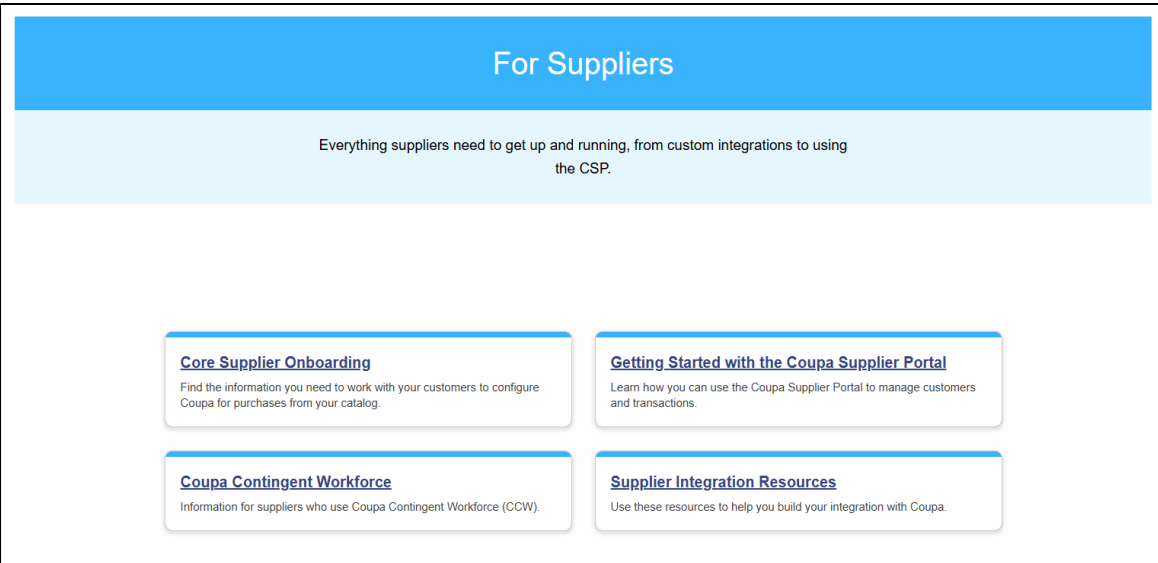 For Suppliers
Everything suppliers need to get up and running, from custom integrations to using
the CSP.
Core Supplier Onboarding
Find the information you need to work with your customers to configure
Coupa for purchases from your catalog.
Getting Started with the Coupa Supplier Portal
Learn how you can use the Coupa Supplier Portal to manage customers
and transactions.
Coupa Contingent Workforce
Information for suppliers who use Coupa Contingent Workforce (CCW).
Supplier Integration Resources
Use these resources to help you build your integration with Coupa.